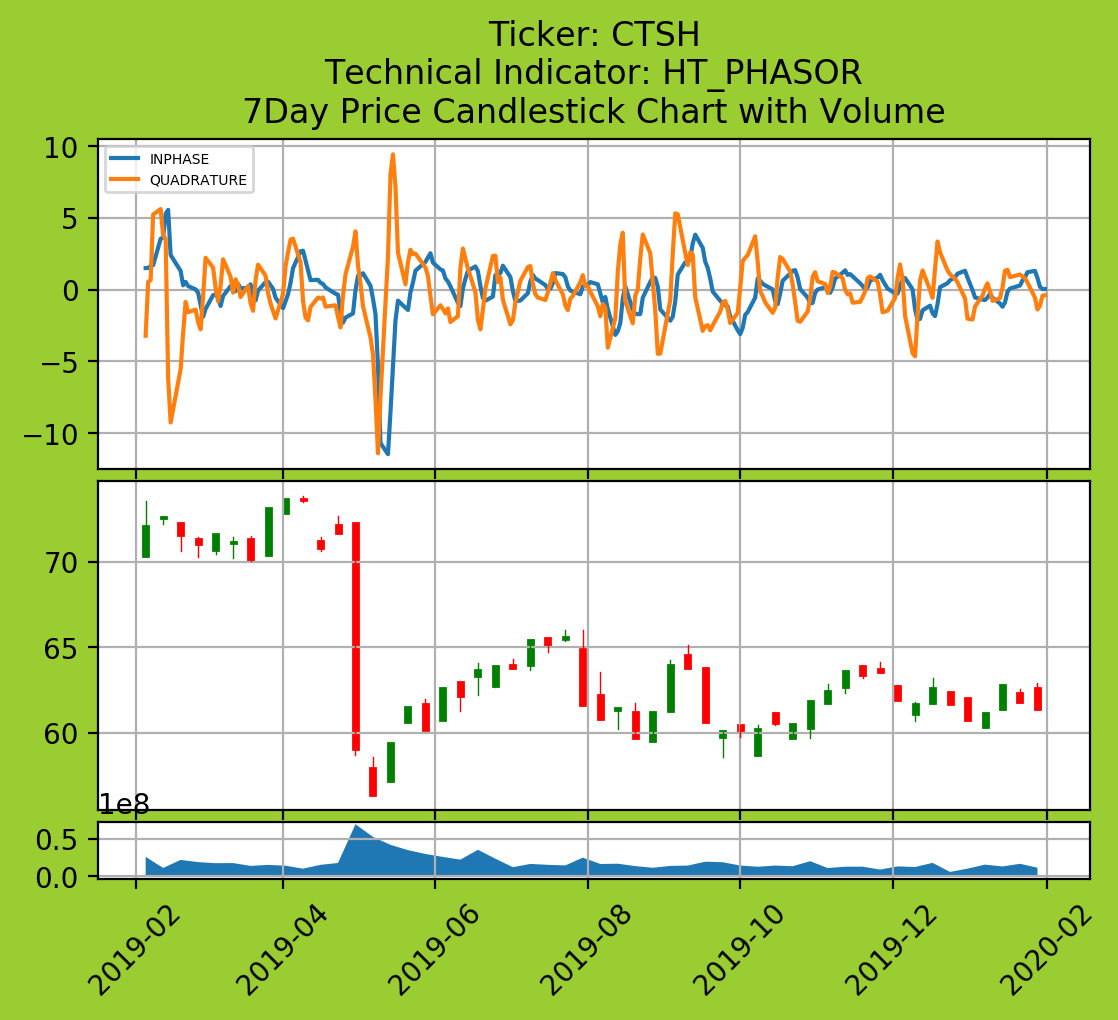 Ticker: CTSH
Technical Indicator: HT_PHASOR
7Day Price Candlestick Chart with Volume
10
5
0
−5
−10
INPHASE
QUADRATURE
70
65
60
1e8
0.5
0.0
2019-02
2019-04
2019-06
2019-08
2019-10
2019-12
2020-02